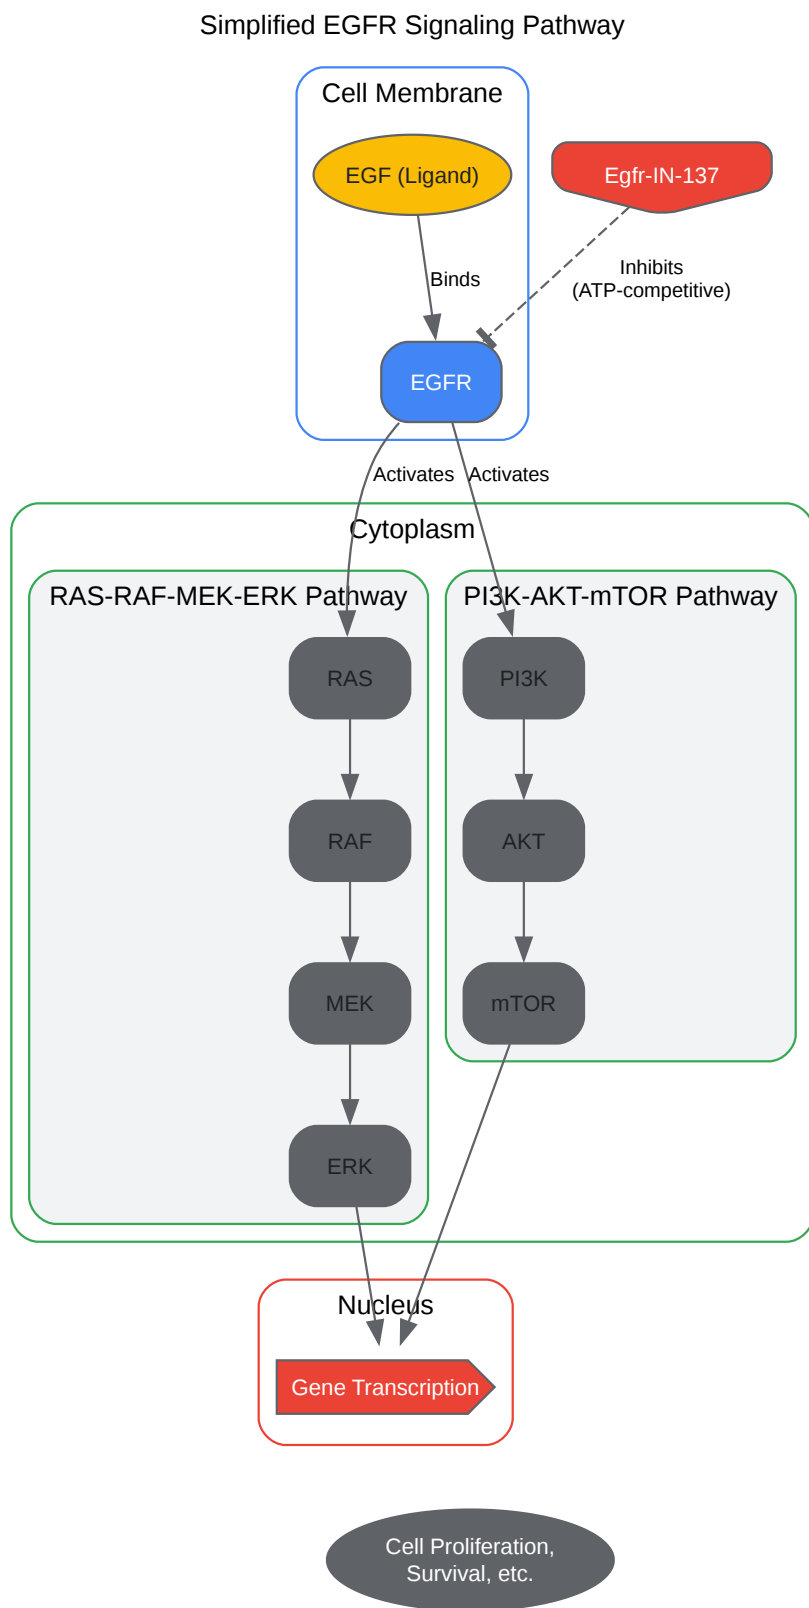 Simplified EGFR Signaling Pathway
Cell Membrane
EGF (Ligand)
Egfr-IN-137
Binds
Inhibits
(ATP-competitive)
EGFR
Activates
Activates
Cytoplasm
RAS-RAF-MEK-ERK Pathway
PI3K-AKT-mTOR Pathway
RAS
PI3K
RAF
AKT
MEK
mTOR
ERK
Nucleus
Gene Transcription
Cell Proliferation,
Survival, etc.